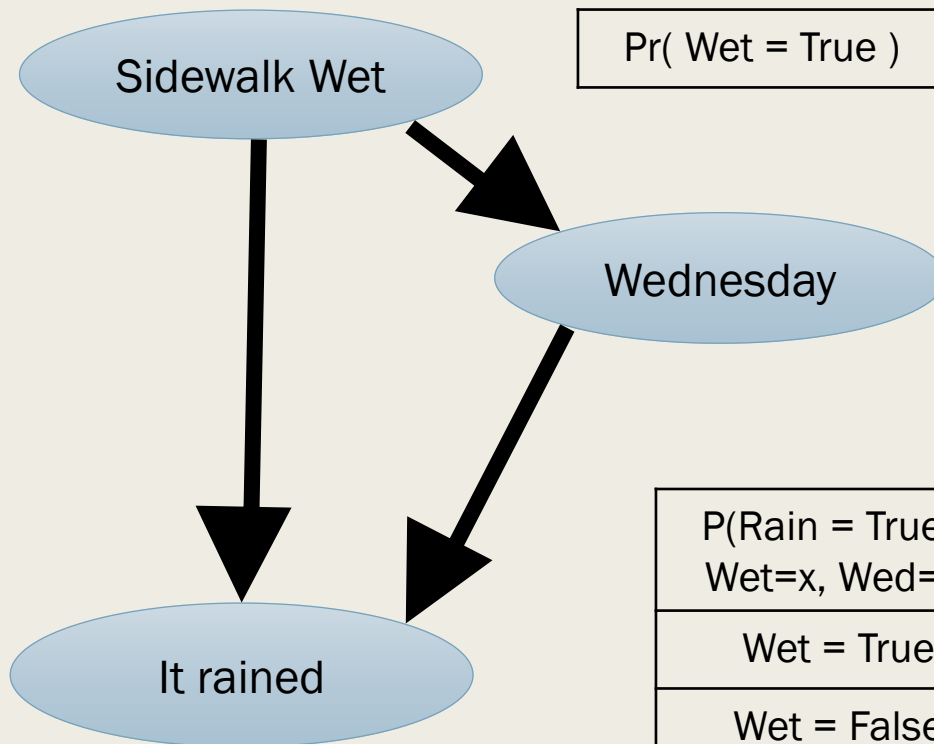 Sidewalk Wet
Pr( Wet = True )
Wednesday
P(Rain = True
Wet=x, Wed=
It rained
Wet = True
Wet = False